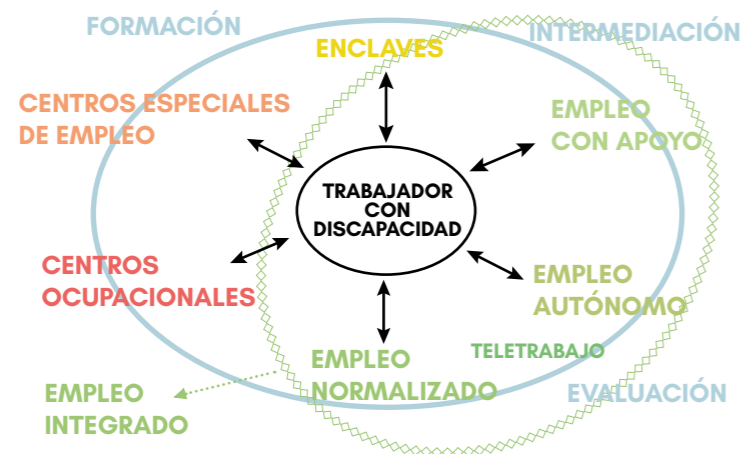 FORMACIÓN
INTERMEDIACIÓN
ENCLAVES
CENTROS ESPECIALES
DE EMPLEO
EMPLEO
CON APOYO
TRABAJADOR
CON
DISCAPACIDAD
CENTROS
OCUPACIONALES
EMPLEO
AUTÓNOMO
TELETRABAJO
EMPLEO
NORMALIZADO
EMPLEO
INTEGRADO
EVALUACIÓN